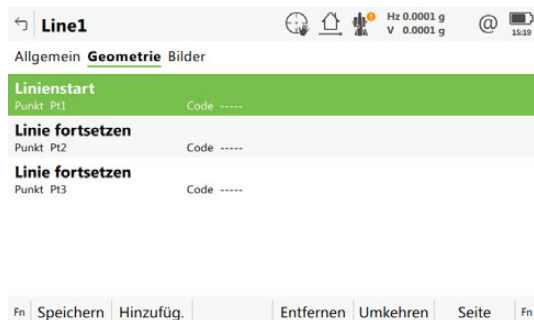 Line1
Hz 0.0001 g
V 0.0001 g
@
15:19
Allgemein Geometrie Bilder
Linienstart
Punkt Pt1 Code -----
Linie fortsetzen
Punkt Pt2 Code -----
Linie fortsetzen
Punkt Pt3 Code -----
Fn Speichern Hinzufüg. Entfernen Umkehren Seite Fn